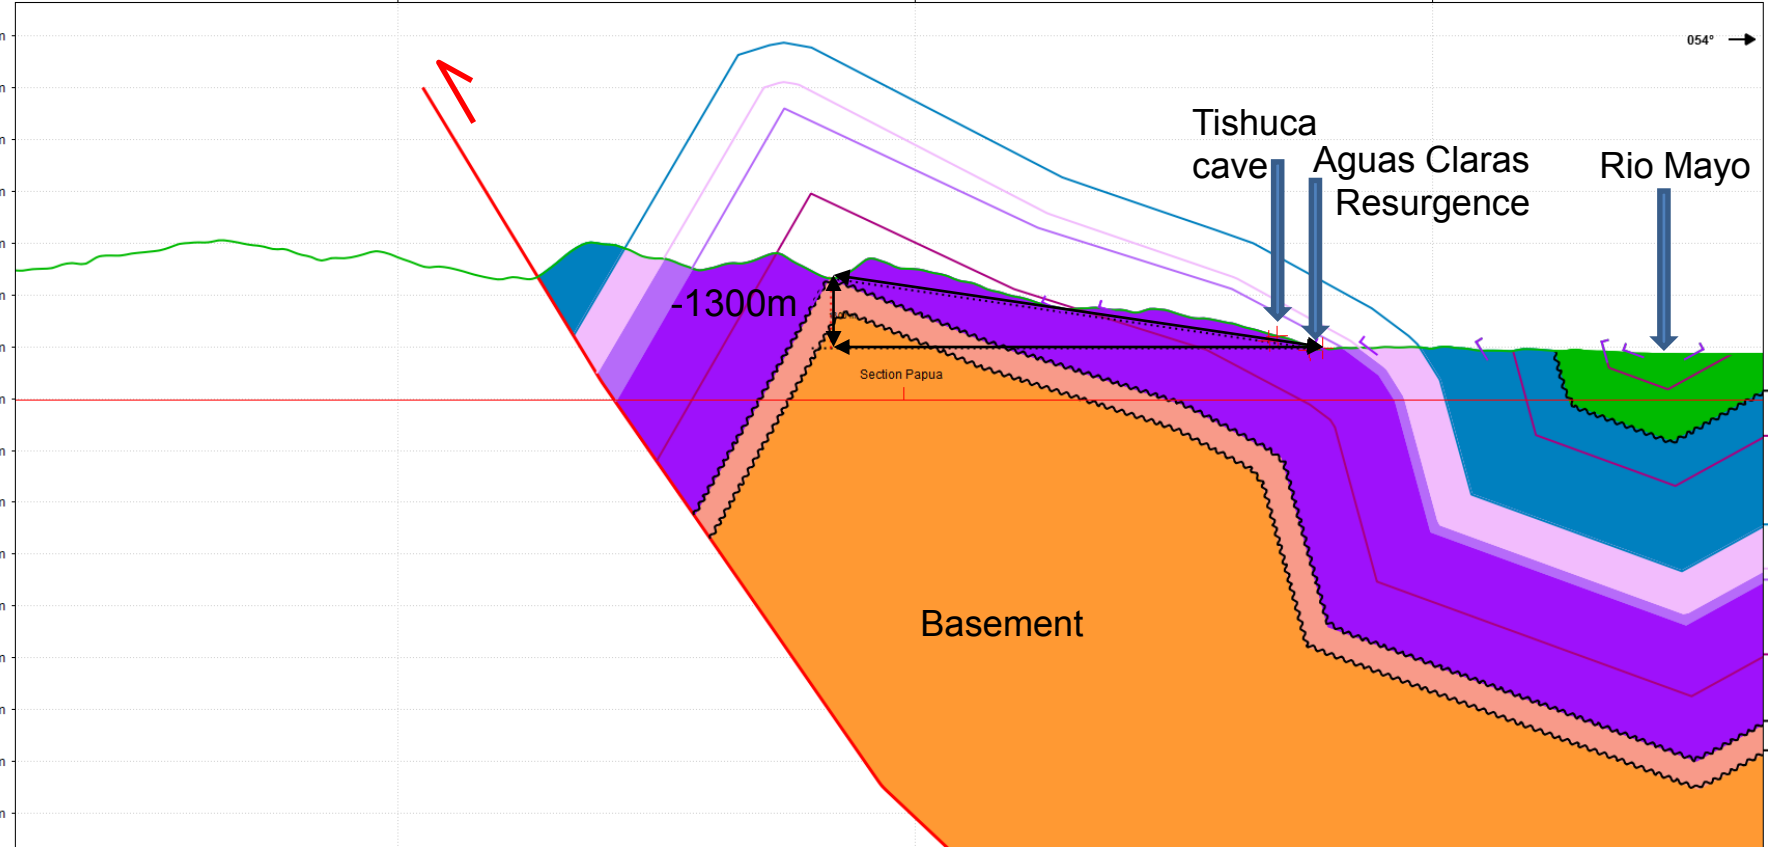 054°
Tishuca
cave
Aguas Claras
Resurgence
Rio Mayo
-1300m
Section Papua
Basement